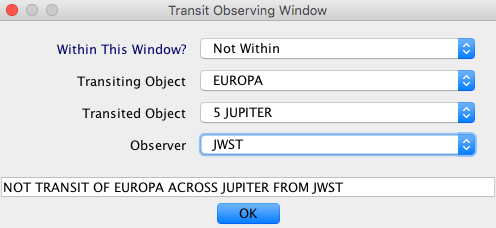 Transit Observing Window
Within This Window? Not Within
Transiting Object EUROPA
Transited Object 5 JUPITER
Observer JWST
NOT TRANSIT OF EUROPA ACROSS JUPITER FROM JWST
OK